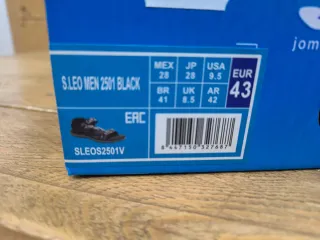 jom
S.LEO MEN 2501 BLACK
MEX 28 JP 28 USA 9.5 EUR 43
BR 41 UK 8.5 AR 42
EAC
SLEOS2501V